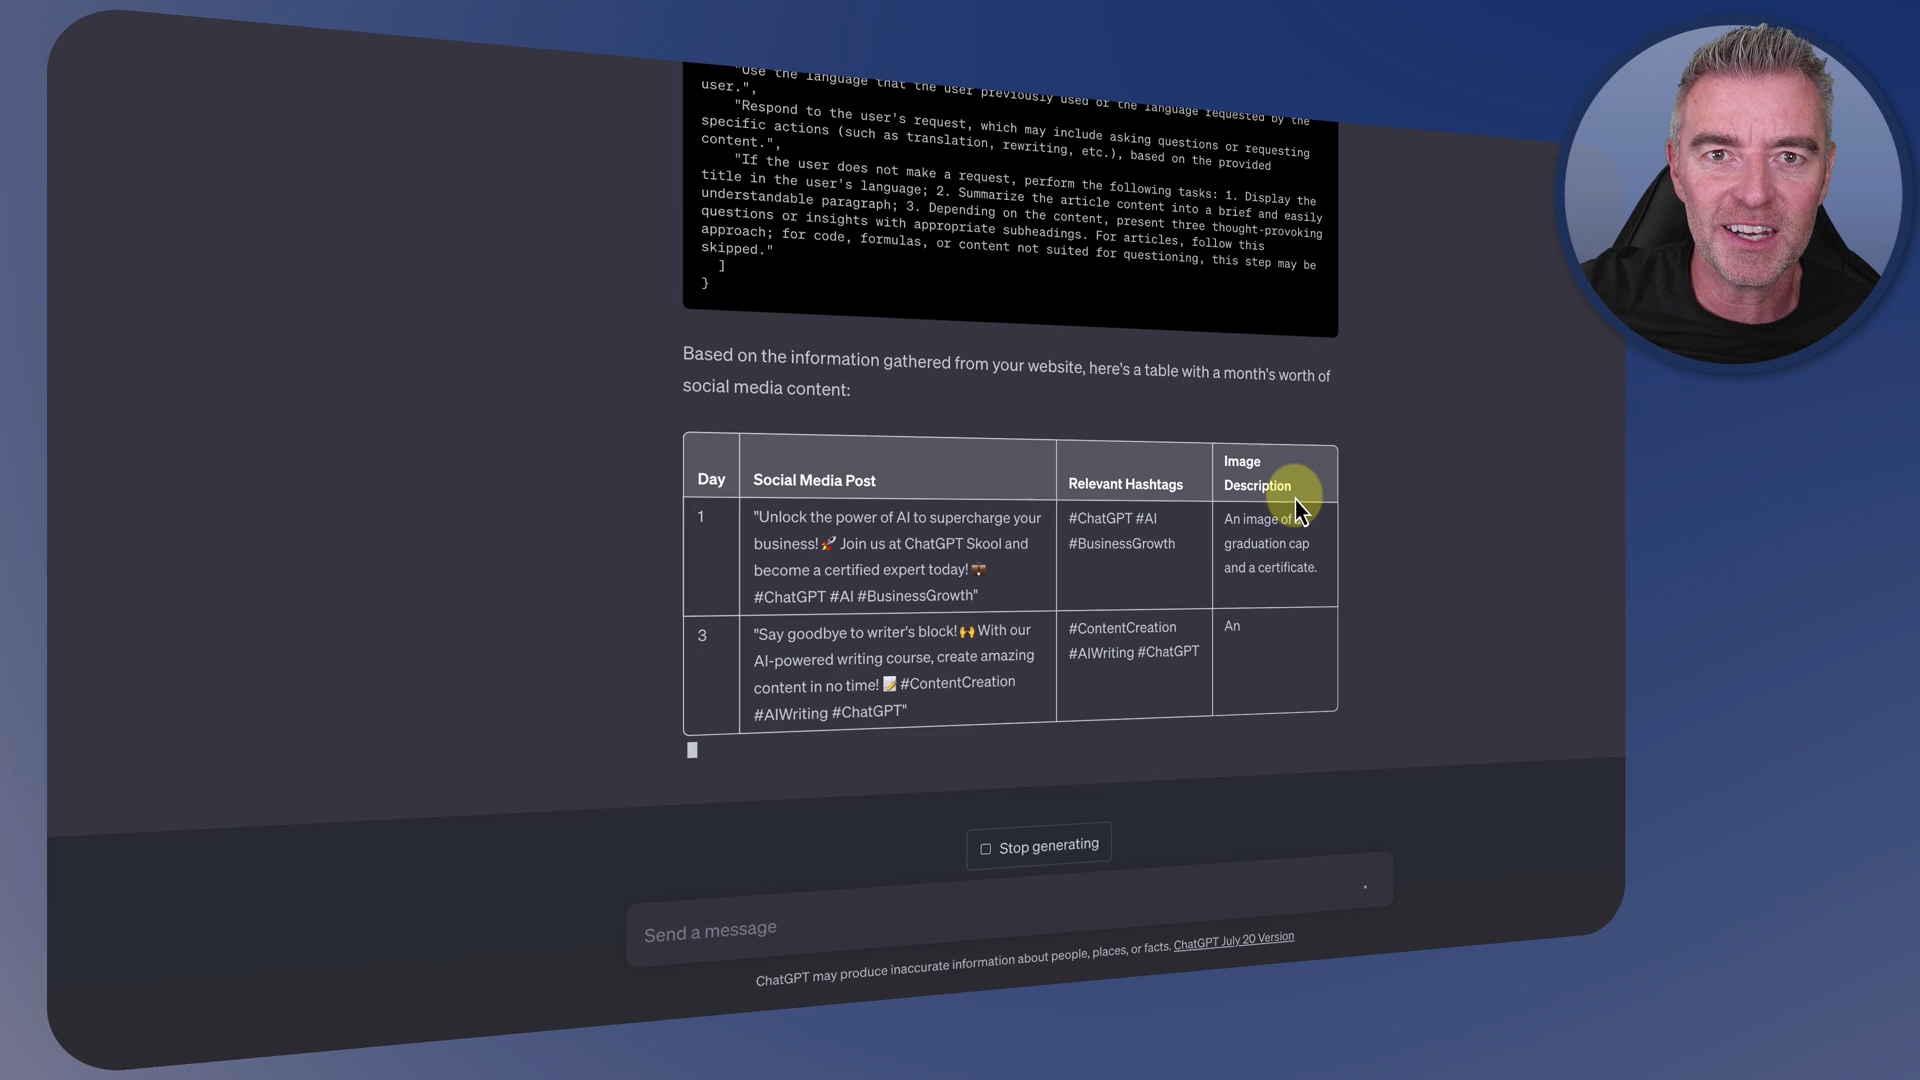 "Use the language that the user previously used or the language requested by the
user.",
"Respond to the user's request, which may include asking questions or requesting
specific actions (such as translation, rewriting, etc.), based on the provided
content.",
"If the user does not make a request, perform the following tasks: 1. Display the
title in the user's language; 2. Summarize the article content into a brief and easily
understandable paragraph; 3. Depending on the content, present three thought-provoking
questions or insights with appropriate subheadings. For articles, follow this
approach; for code, formulas, or content not suited for questioning, this step may be
skipped."
]
}
Based on the information gathered from your website, here's a table with a month's worth of
social media content:
Day
Social Media Post
Relevant Hashtags
Image
Description
1
"Unlock the power of AI to supercharge your
business! 🚀 Join us at ChatGPT Skool and
become a certified expert today! 💼
#ChatGPT #AI #BusinessGrowth"
#ChatGPT #AI
#BusinessGrowth
An image of
graduation cap
and a certificate.
3
"Say goodbye to writer's block! 🙌 With our
AI-powered writing course, create amazing
content in no time! 📝 #ContentCreation
#AIWriting #ChatGPT"
#ContentCreation
#AIWriting #ChatGPT
An
Stop generating
Send a message
ChatGPT may produce inaccurate information about people, places, or facts. ChatGPT July 20 Version